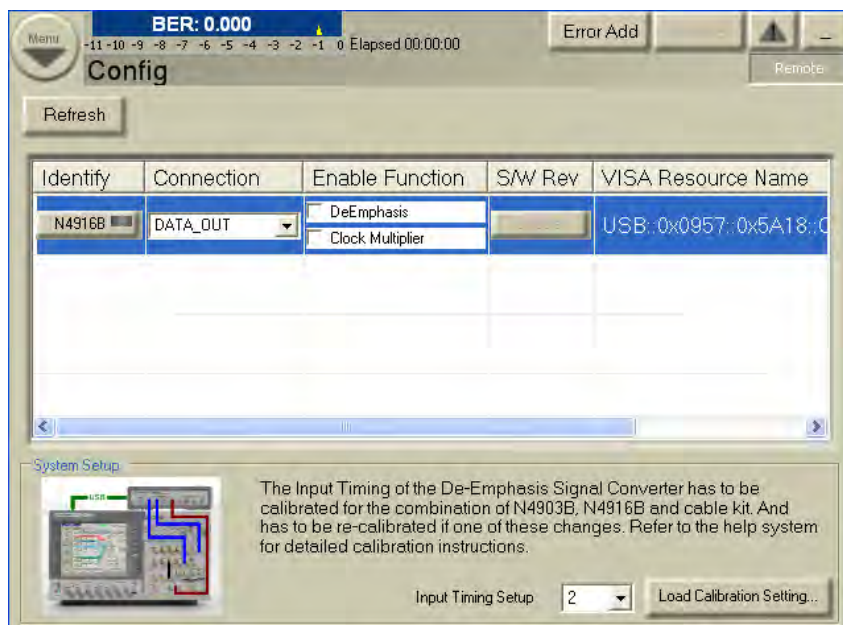 Menu
BER: 0.000
-11 -10 -9 -8 -7 -6 -5 -4 -3 -2 -1 0 Elapsed 00:00:00
Error Add
Config
Remote
Refresh
Identify Connection Enable Function S/W Rev VISA Resource Name
N4916B DATA_OUT DeEmphasis USB::0x0957::0x5A18::
Clock Multiplier
System Setup
USB
The Input Timing of the De-Emphasis Signal Converter has to be
calibrated for the combination of N4903B, N4916B and cable kit. And
has to be re-calibrated if one of these changes. Refer to the help system
for detailed calibration instructions.
Input Timing Setup 2 Load Calibration Setting...